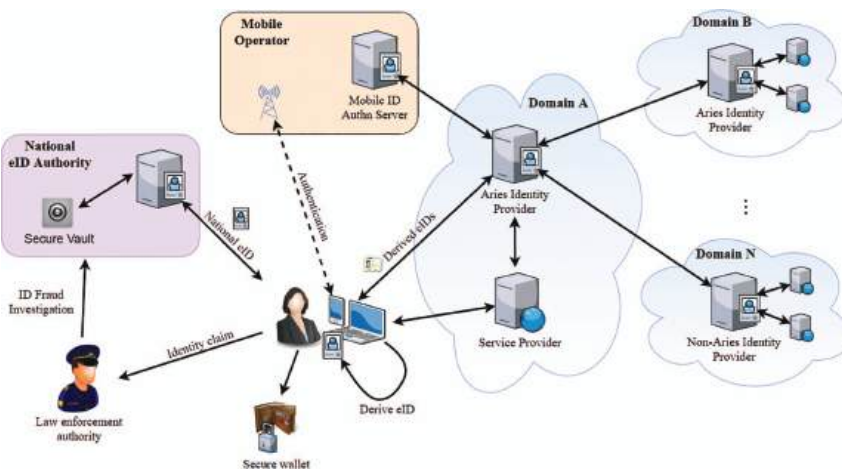 Mobile
Operator
Mobile ID
Authn Server
Domain A
Domain B
Aries Identity
Provider
National
eID Authority
Secure Vault
National eID
Authentication
Derived eIDs
Aries Identity
Provider
...
Domain N
ID Fraud
Investigation
Identity claim
Service Provider
Non-Aries Identity
Provider
Law enforcement
authority
Derive eID
Secure wallet